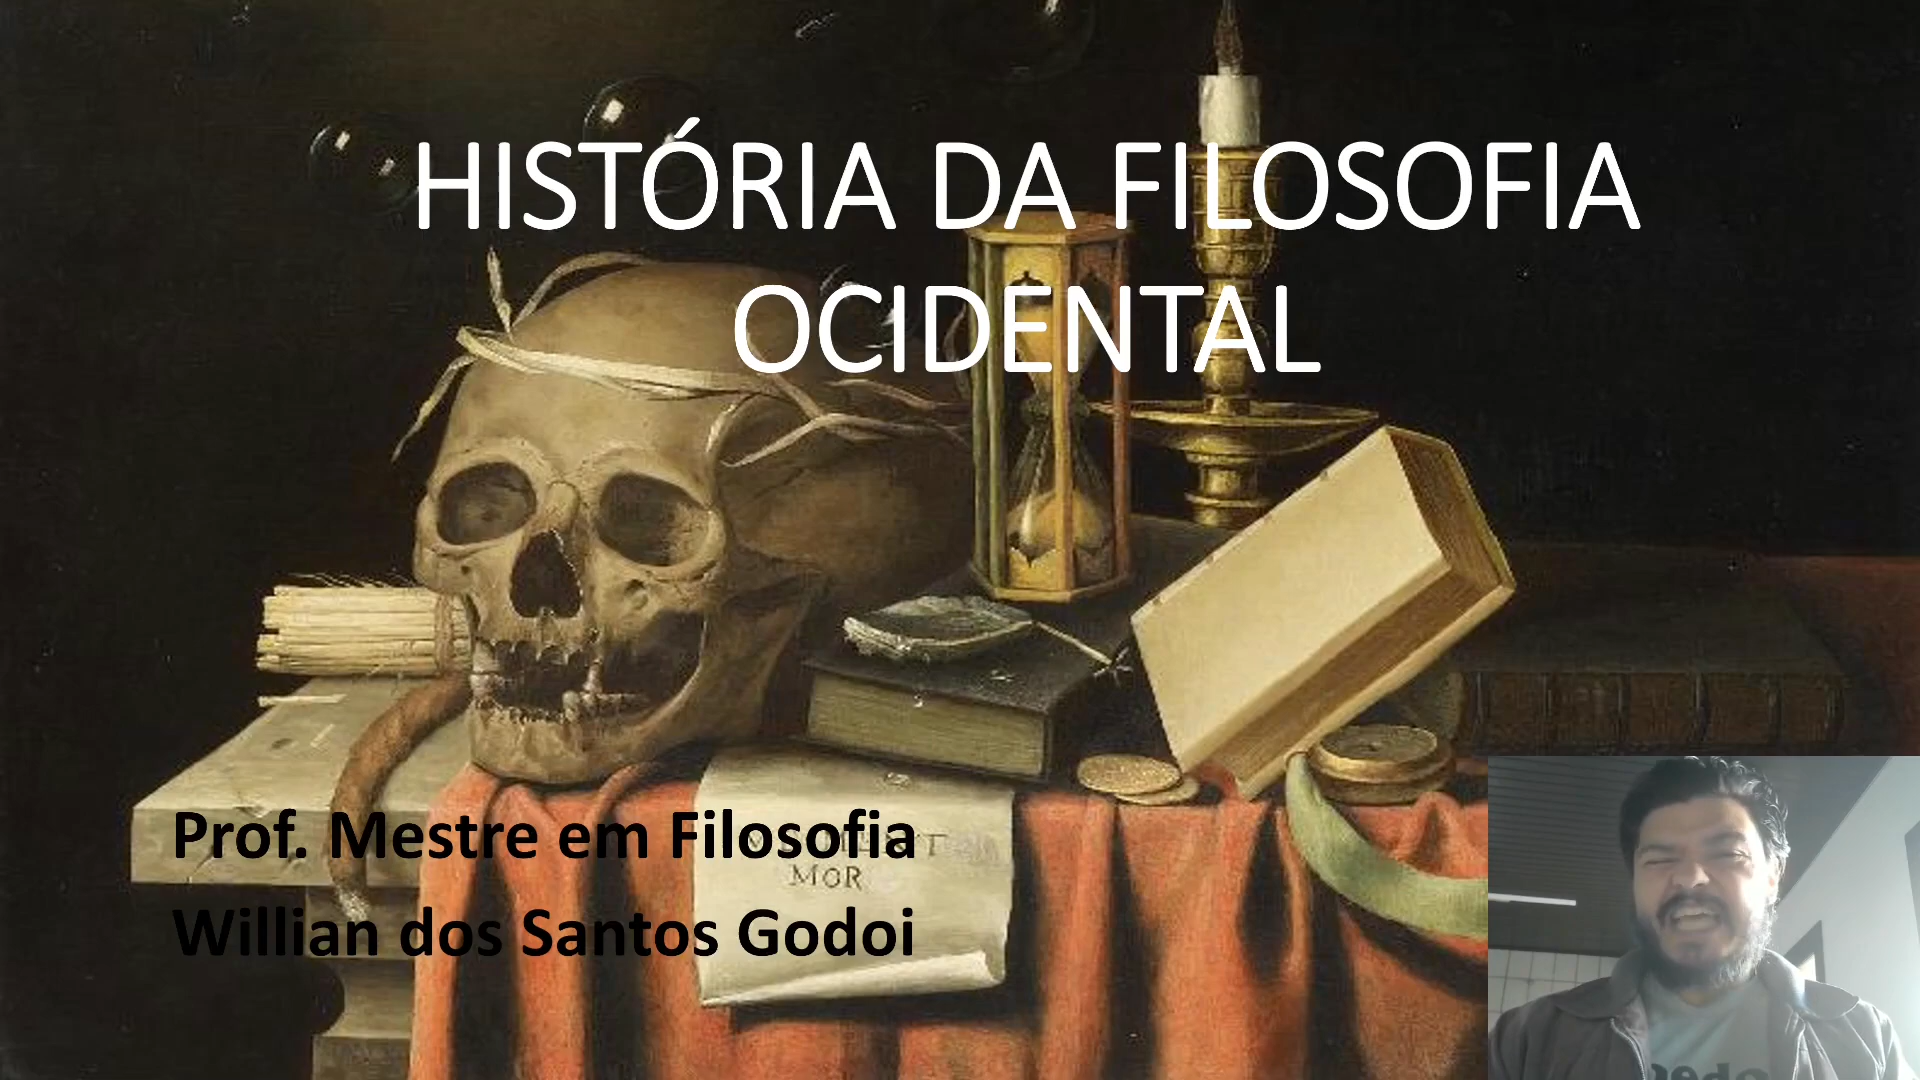 HISTÓRIA DA FILOSOFIA
OCIDENTAL
Prof. Mestre em Filosofia
MOR
Willian dos Santos Godoi